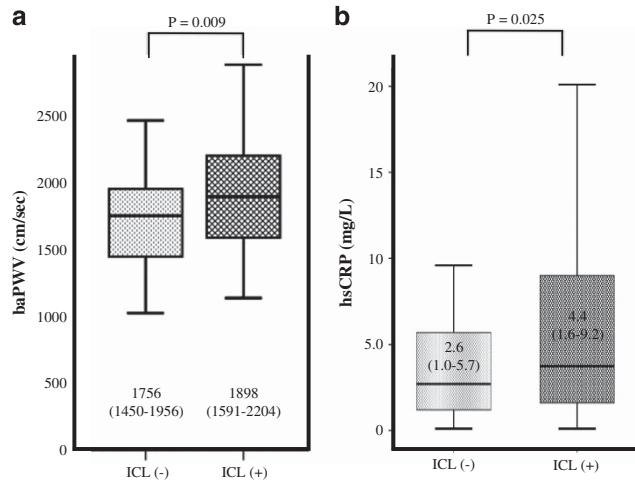 a
P = 0.009
baPWV (cm/sec)
2500
2000
1500
1000
500
0
1756
(1450-1956)
1898
(1591-2204)
ICL (-)
ICL (+)
b
P = 0.025
hsCRP (mg/L)
20
15
10
5.0
0
2.6
(1.0-5.7)
4.4
(1.6-9.2)
ICL (-)
ICL (+)